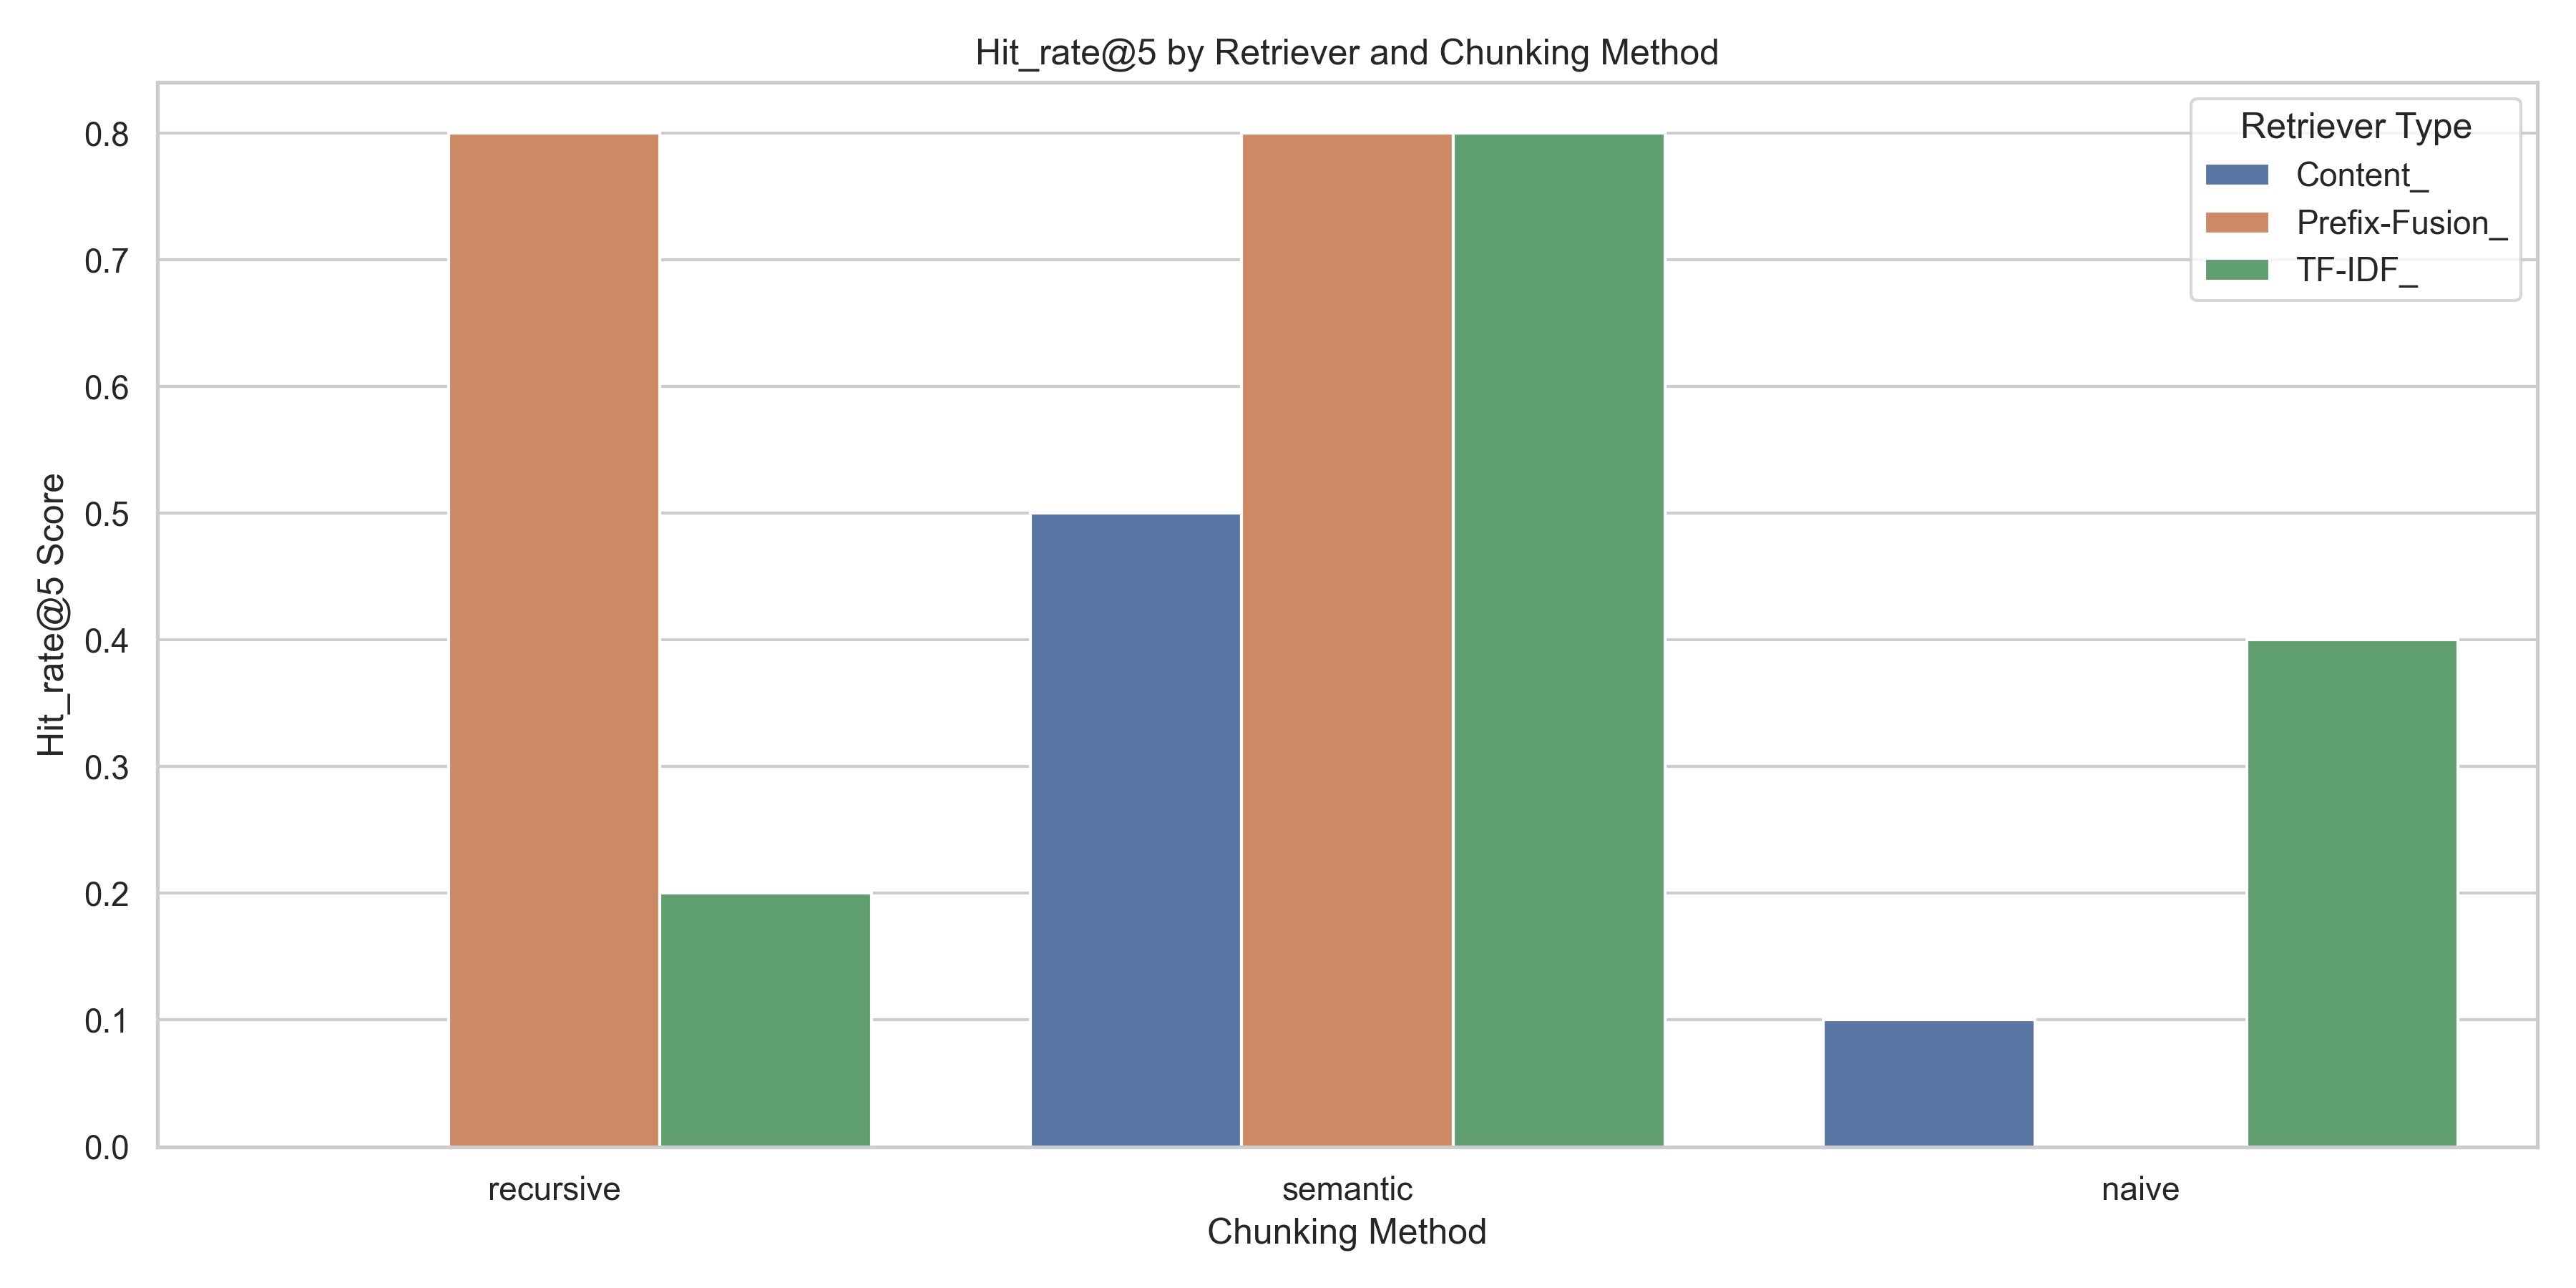 Hit_rate@5 by Retriever and Chunking Method
Retriever Type
Content_
Prefix-Fusion_
TF-IDF_
Hit_rate@5 Score
0.8
0.7
0.6
0.5
0.4
0.3
0.2
0.1
0.0
recursive
semantic
naive
Chunking Method